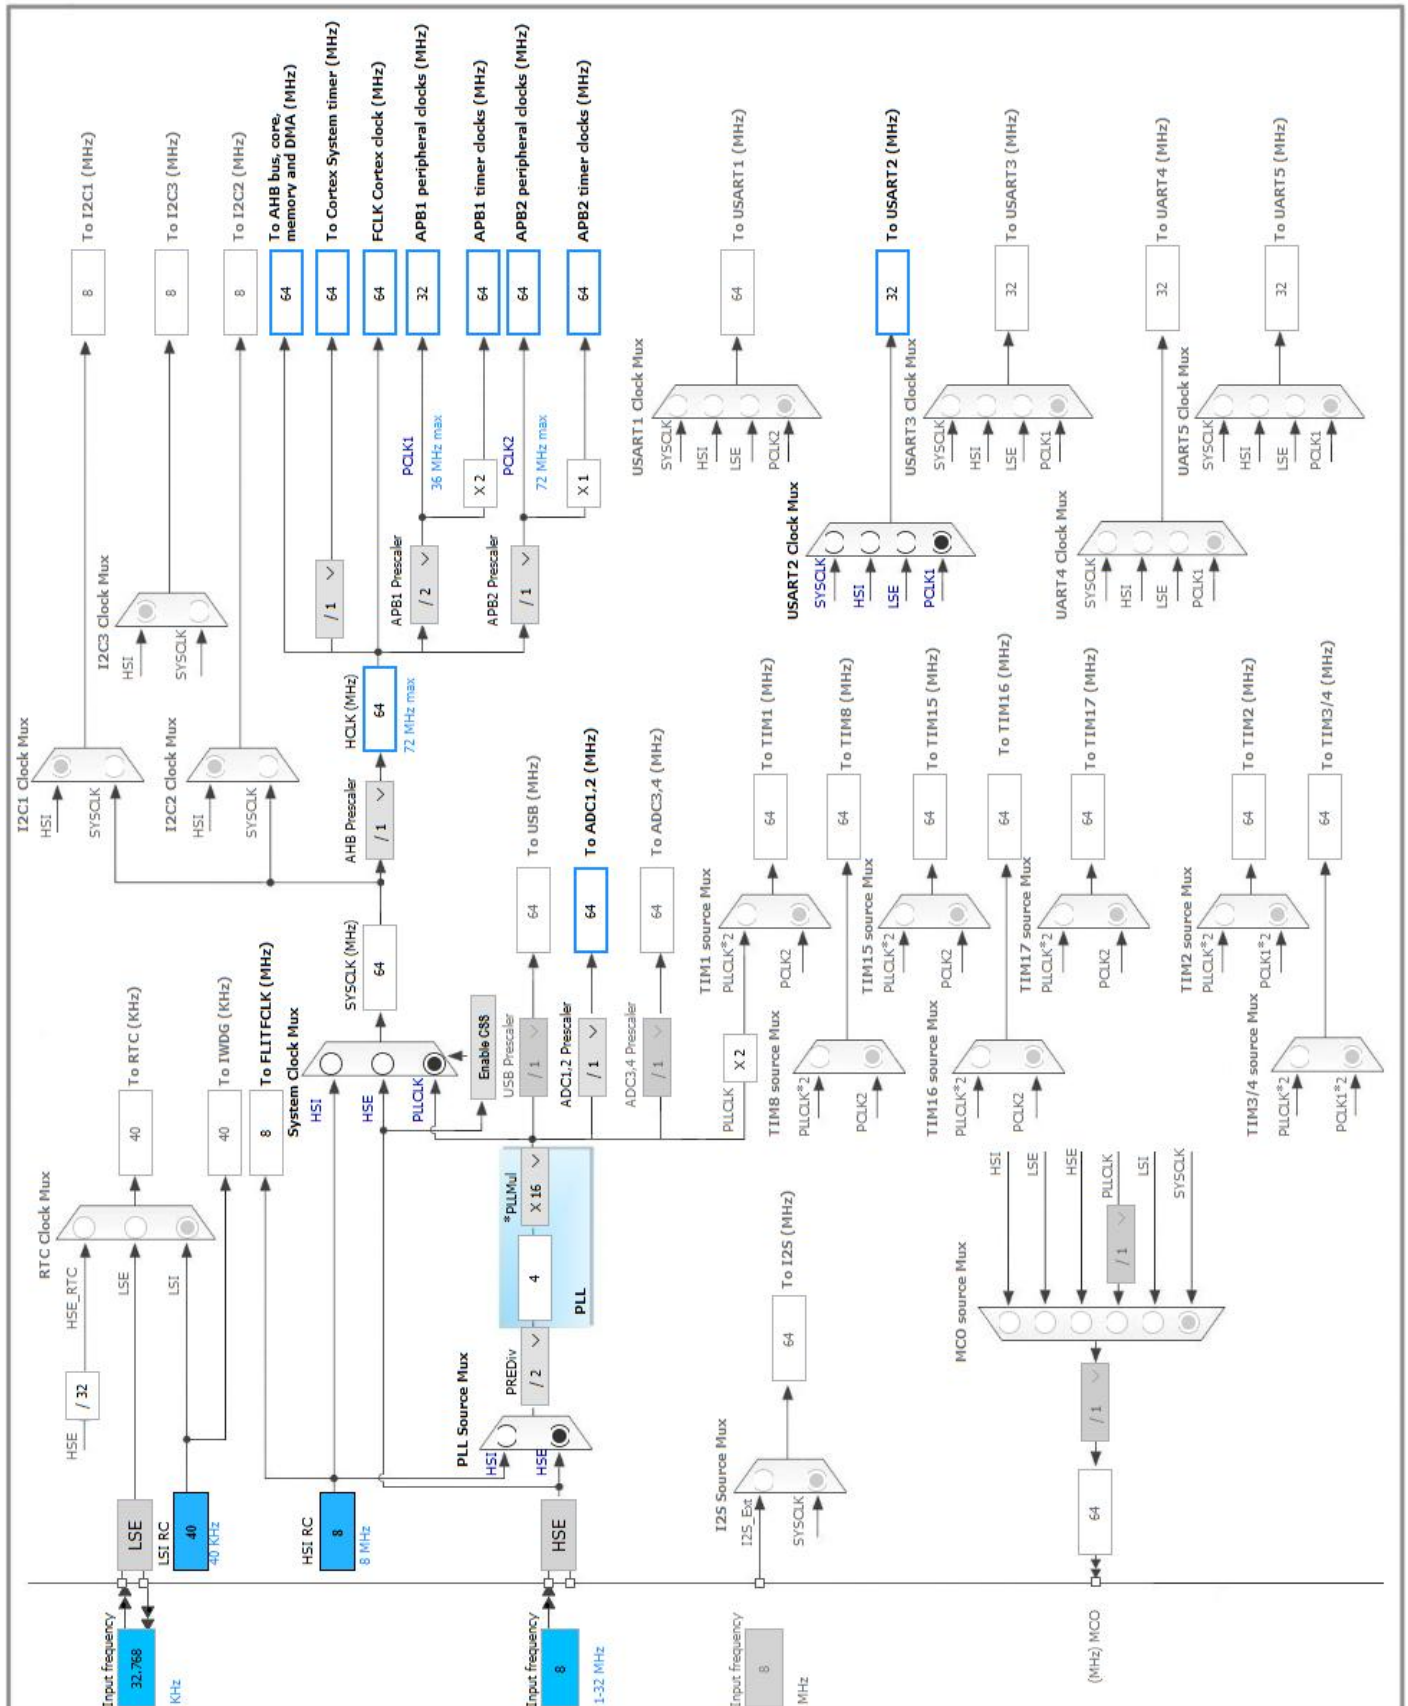 Input frequency
32.768
KHz
LSE
LSI RC
40
40 KHz
HSE
/ 32
HSE_RTC
LSE
LSI
RTC Clock Mux
40
To RTC (KHz)
40
To IWDG (KHz)
8
To FLITFCLK (MHz)
HSI RC
8
8 MHz
Input frequency
8
1-32 MHz
HSE
PLL Source Mux
HSI
HSE
PREDiv
/ 2
4
*PLLMul
X 16
PLL
System Clock Mux
HSI
HSE
PLLCLK
Enable CSS
SYSCLK (MHz)
64
AHB Prescaler
/ 1
HCLK (MHz)
64
72 MHz max
I2C1 Clock Mux
HSI
SYSCLK
8
To I2C1 (MHz)
I2C3 Clock Mux
HSI
SYSCLK
8
To I2C3 (MHz)
I2C2 Clock Mux
HSI
SYSCLK
8
To I2C2 (MHz)
64
To AHB bus, core,
memory and DMA (MHz)
/ 1
64
To Cortex System timer (MHz)
64
FCLK Cortex clock (MHz)
APB1 Prescaler
/ 2
PCLK1
36 MHz max
32
APB1 peripheral clocks (MHz)
X 2
64
APB1 timer clocks (MHz)
APB2 Prescaler
/ 1
PCLK2
72 MHz max
64
APB2 peripheral clocks (MHz)
X 1
64
APB2 timer clocks (MHz)
USB Prescaler
/ 1
64
To USB (MHz)
ADC1,2 Prescaler
/ 1
64
To ADC1,2 (MHz)
ADC3,4 Prescaler
/ 1
64
To ADC3,4 (MHz)
PLLCLK
X 2
TIM1 source Mux
PLLCLK*2
PCLK2
64
To TIM1 (MHz)
TIM8 source Mux
PLLCLK*2
PCLK2
64
To TIM8 (MHz)
TIM15 source Mux
PLLCLK*2
PCLK2
64
To TIM15 (MHz)
TIM16 source Mux
PLLCLK*2
PCLK2
64
To TIM16 (MHz)
TIM17 source Mux
PLLCLK*2
PCLK2
64
To TIM17 (MHz)
TIM2 source Mux
PLLCLK*2
PCLK1*2
64
To TIM2 (MHz)
TIM3/4 source Mux
PLLCLK*2
PCLK1*2
64
To TIM3/4 (MHz)
USART1 Clock Mux
SYSCLK
HSI
LSE
PCLK2
64
To USART1 (MHz)
USART2 Clock Mux
SYSCLK
HSI
LSE
PCLK1
32
To USART2 (MHz)
USART3 Clock Mux
SYSCLK
HSI
LSE
PCLK1
32
To USART3 (MHz)
UART4 Clock Mux
SYSCLK
HSI
LSE
PCLK1
32
To UART4 (MHz)
UART5 Clock Mux
SYSCLK
HSI
LSE
PCLK1
32
To UART5 (MHz)
Input frequency
8
MHz
I2S Source Mux
I2S_Ext
SYSCLK
64
To I2S (MHz)
(MHz) MCO
64
/ 1
MCO source Mux
HSI
LSE
HSE
/ 1
PLLCLK
LSI
SYSCLK